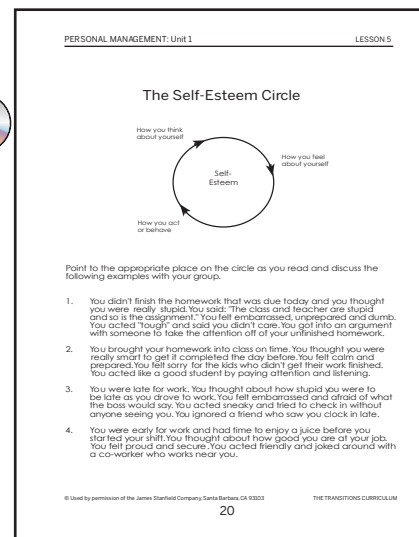 PERSONAL MANAGEMENT: Unit 1 LESSON 5
The Self-Esteem Circle
How you think
about yourself
How you feel
about yourself
Self-
Esteem
How you act
or behave
Point to the appropriate place on the circle as you read and discuss the
following examples with your group.
1. You didn't finish the homework that was due today and you thought
you were really stupid. You said: "The class and teacher are stupid
and so is the assignment." You felt embarrassed, unprepared and dumb.
You acted "tough" and said you didn't care. You got into an argument
with someone to take the attention off of your unfinished homework.
2. You brought your homework into class on time. You thought you were
really smart to get it completed the day before. You felt calm and
prepared. You felt sorry for the kids who didn't get their work finished.
You acted like a good student by paying attention and listening.
3. You were late for work. You thought about how stupid you were to
be late as you drove to work. You felt embarrassed and afraid of what
the boss would say. You acted sneaky and tried to check in without
anyone seeing you. You ignored a friend who saw you clock in late.
4. You were early for work and had time to enjoy a juice before you
started your shift. You thought about how good you are at your job.
You felt proud and secure. You acted friendly and joked around with
a co-worker who works near you.
© Used by permission of the James Stanfield Company, Santa Barbara, CA 93103 THE TRANSITIONS CURRICULUM
20